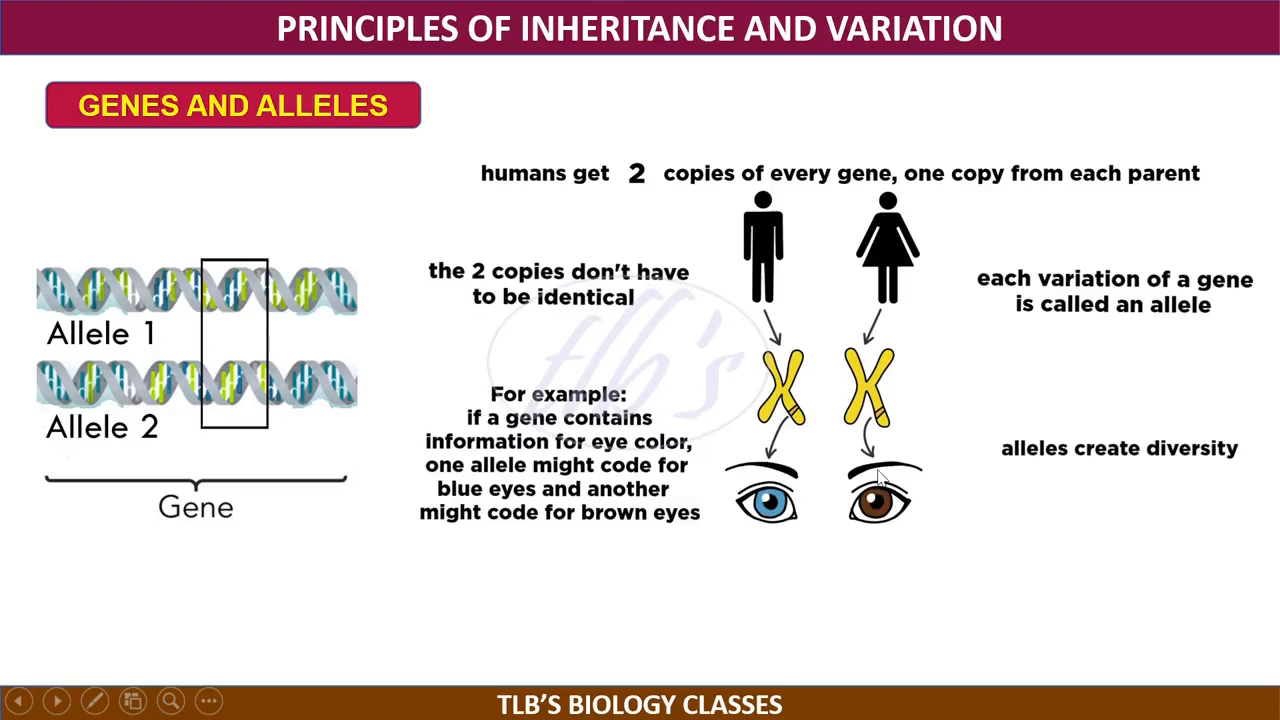 PRINCIPLES OF INHERITANCE AND VARIATION
GENES AND ALLELES
humans get 2 copies of every gene, one copy from each parent
the 2 copies don't have
to be identical
each variation of a gene
is called an allele
Allele 1
Allele 2
Gene
For example:
if a gene contains
information for eye color,
one allele might code for
blue eyes and another
might code for brown eyes
alleles create diversity
tlb's
TLB'S BIOLOGY CLASSES